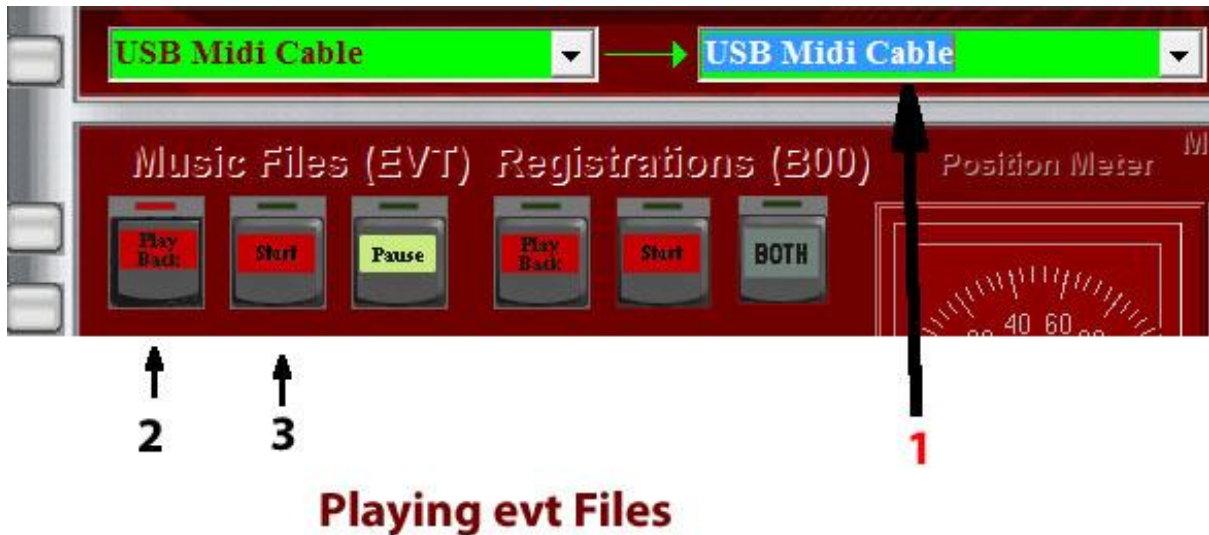 USB Midi Cable USB Midi Cable
Music Files (EVT) Registrations (B00) Position Meter M
Play Back Start Pause Play Back Start BOTH
40 60
2 3 1
Playing evt Files